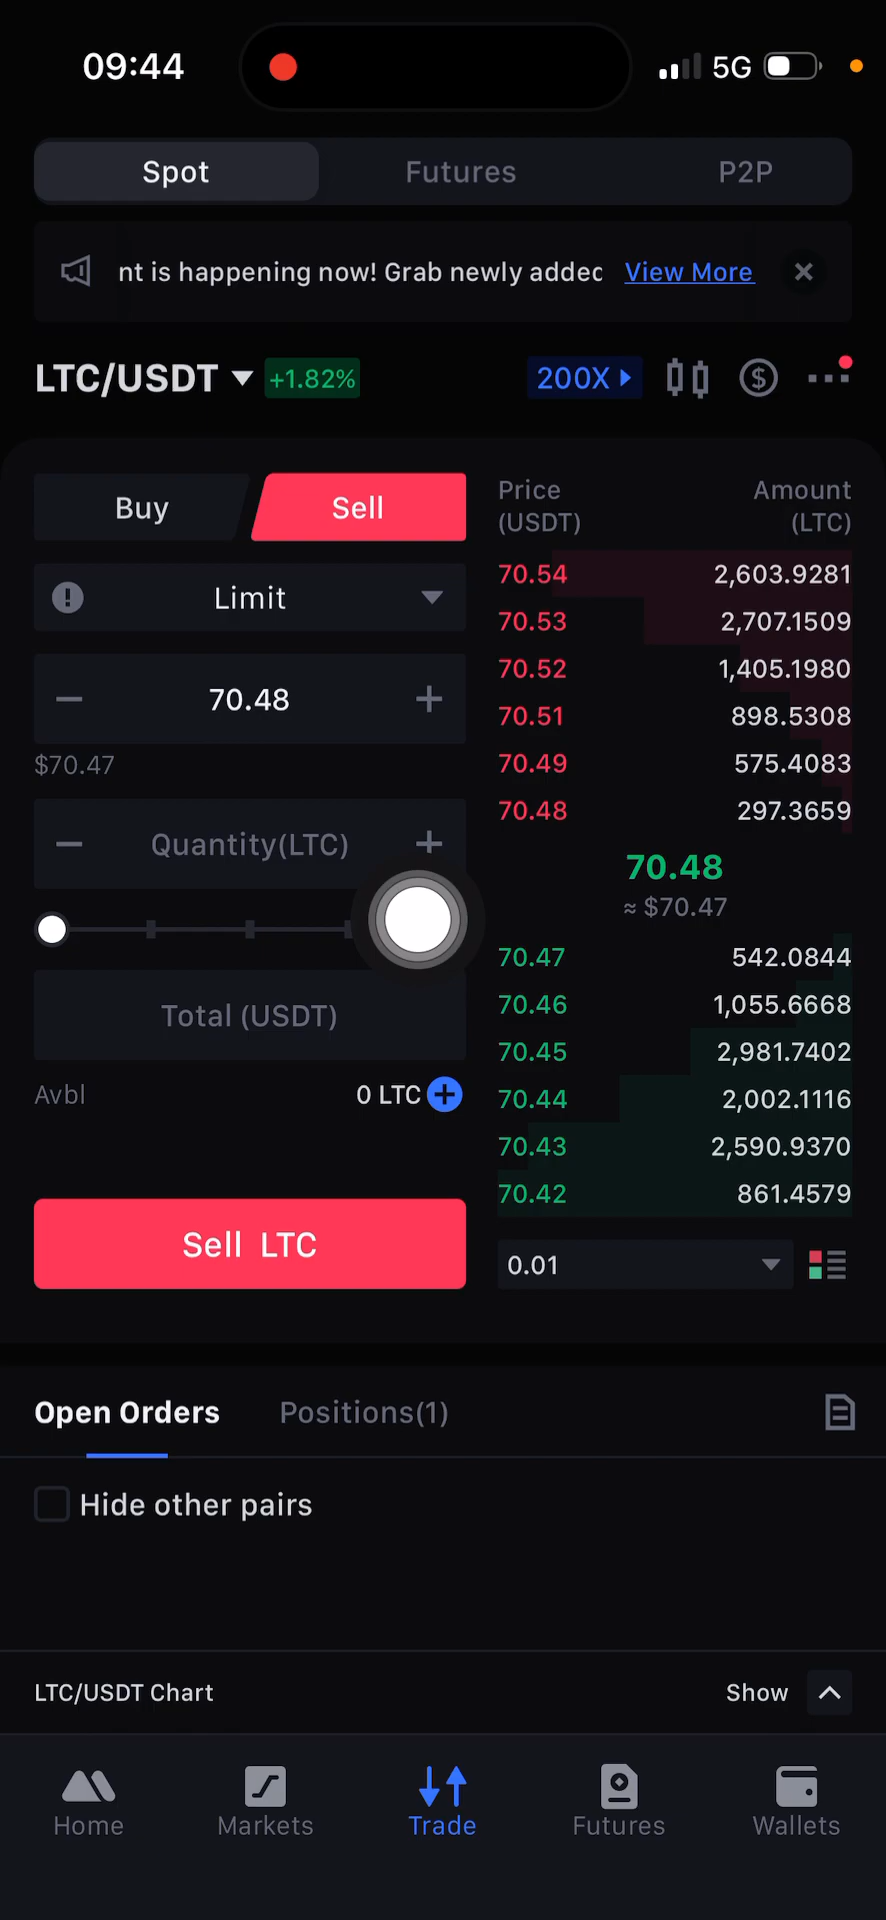 09:44
5G
Spot Futures P2P
nt is happening now! Grab newly added View More
LTC/USDT +1.82% 200X
Buy Sell
Limit
70.48
$70.47
Quantity(LTC)
Total (USDT)
Avbl 0 LTC
Sell LTC
Price Amount
(USDT) (LTC)
70.54 2,603.9281
70.53 2,707.1509
70.52 1,405.1980
70.51 898.5308
70.49 575.4083
70.48 297.3659
70.48
≈ $70.47
70.47 542.0844
70.46 1,055.6668
70.45 2,981.7402
70.44 2,002.1116
70.43 2,590.9370
70.42 861.4579
0.01
Open Orders Positions(1)
Hide other pairs
LTC/USDT Chart Show
Home Markets Trade Futures Wallets